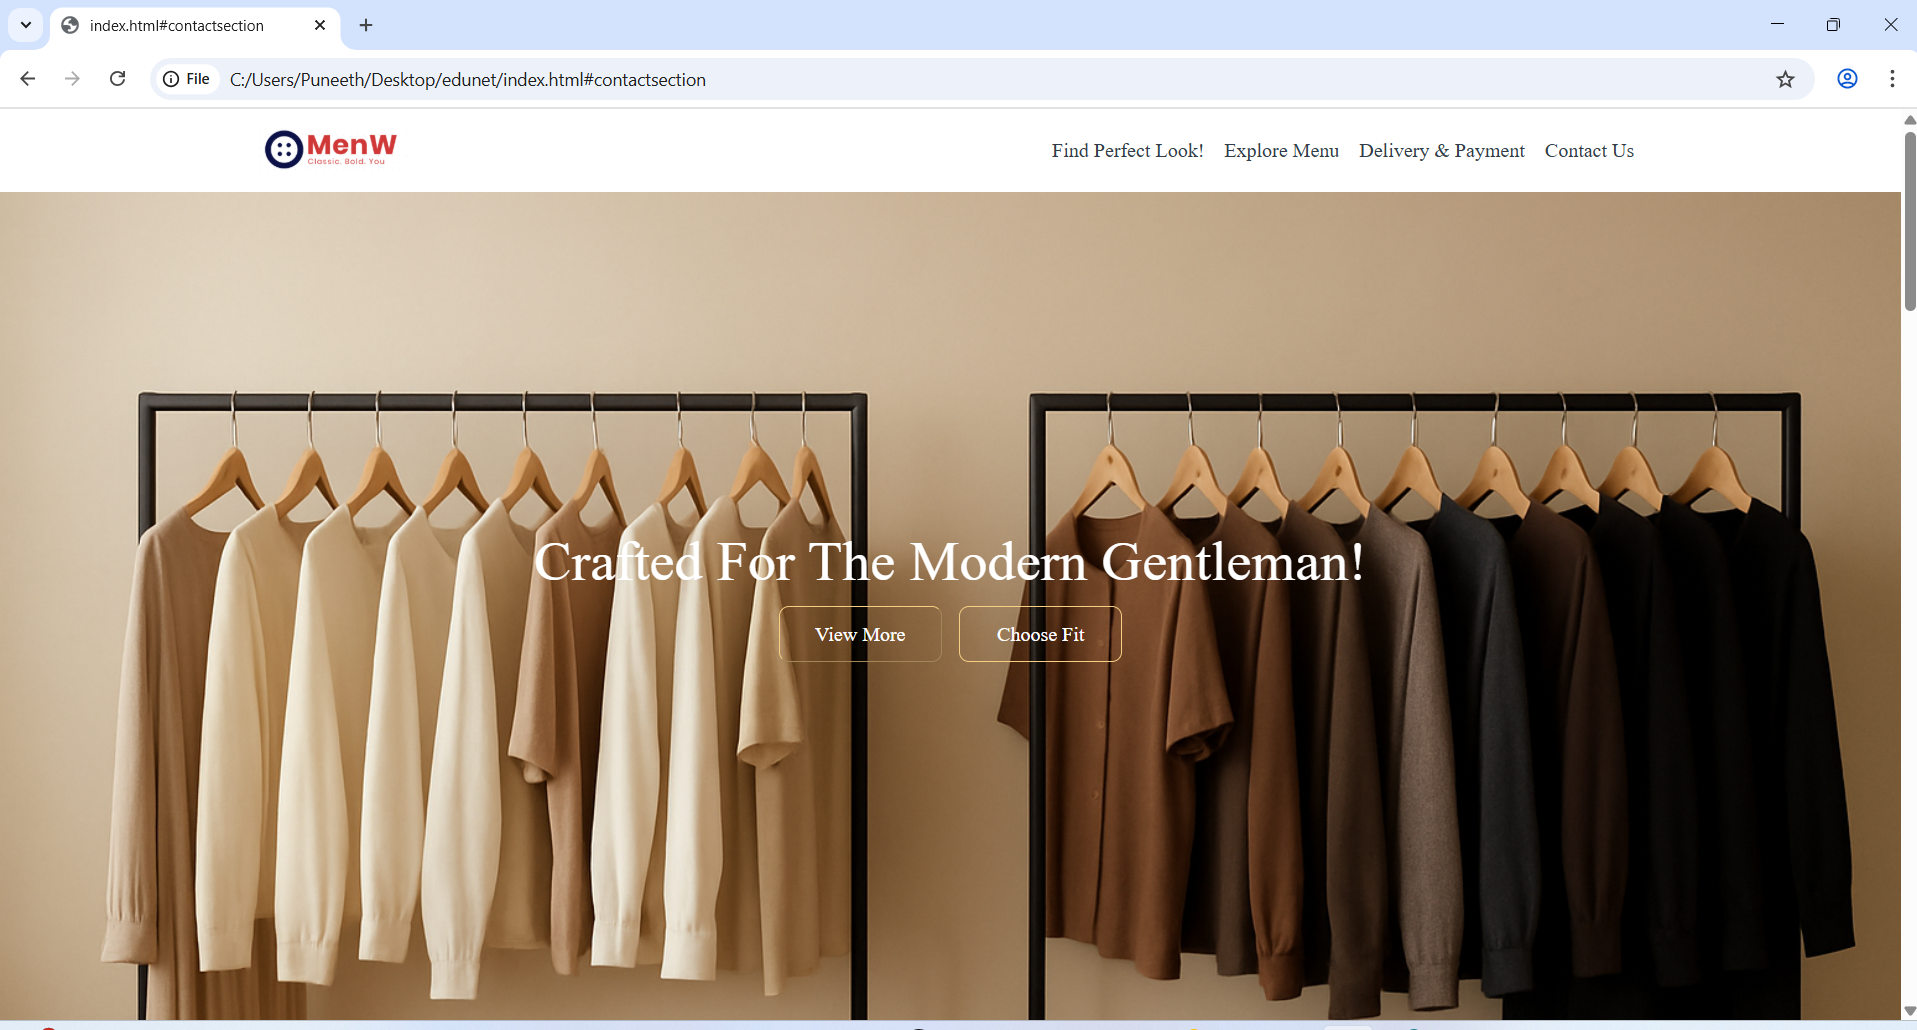 index.html#contactsection
File C:/Users/Puneeth/Desktop/edunet/index.html#contactsection
MenW
Classic. Bold. You
Find Perfect Look! Explore Menu Delivery & Payment Contact Us
Crafted For The Modern Gentleman!
View More Choose Fit